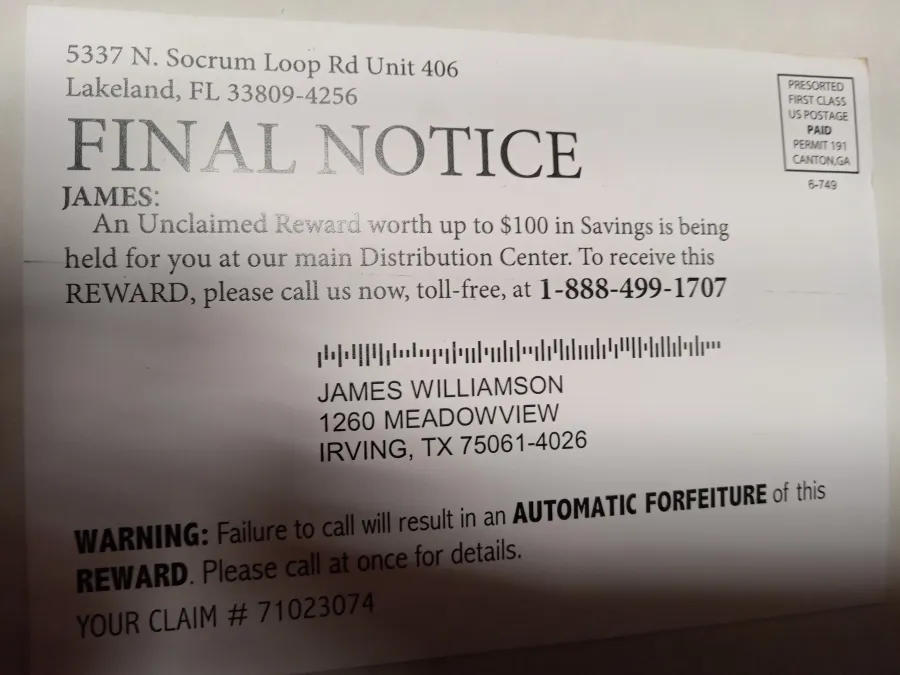 5337 N. Socrum Loop Rd Unit 406
Lakeland, FL 33809-4256
FINAL NOTICE
PRESORTED
FIRST CLASS
US POSTAGE
PAID
PERMIT 191
CANTON,GA
6-749
JAMES:
An Unclaimed Reward worth up to $100 in Savings is being
held for you at our main Distribution Center. To receive this
REWARD, please call us now, toll-free, at 1-888-499-1707
JAMES WILLIAMSON
1260 MEADOWVIEW
IRVING, TX 75061-4026
WARNING: Failure to call will result in an AUTOMATIC FORFEITURE of this
REWARD. Please call at once for details.
YOUR CLAIM # 71023074